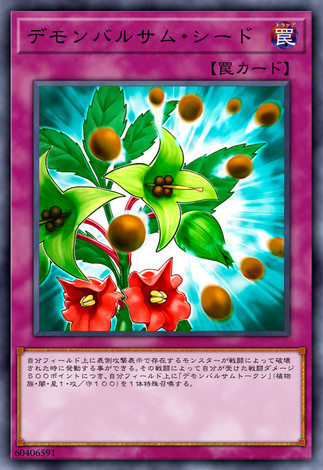 デモンバルサム・シード
トラップ
罠
【罠カード】
自分フィールド上に表側攻撃表示で存在するモンスターが戦闘によって破壊
された時に発動する事ができる。その戦闘によって自分が受けた戦闘ダメージ
５００ポイントにつき、自分フィールド上に「デモンバルサムトークン」（植物
族・闇・星１・攻／守１００）を１体特殊召喚する。
60406591